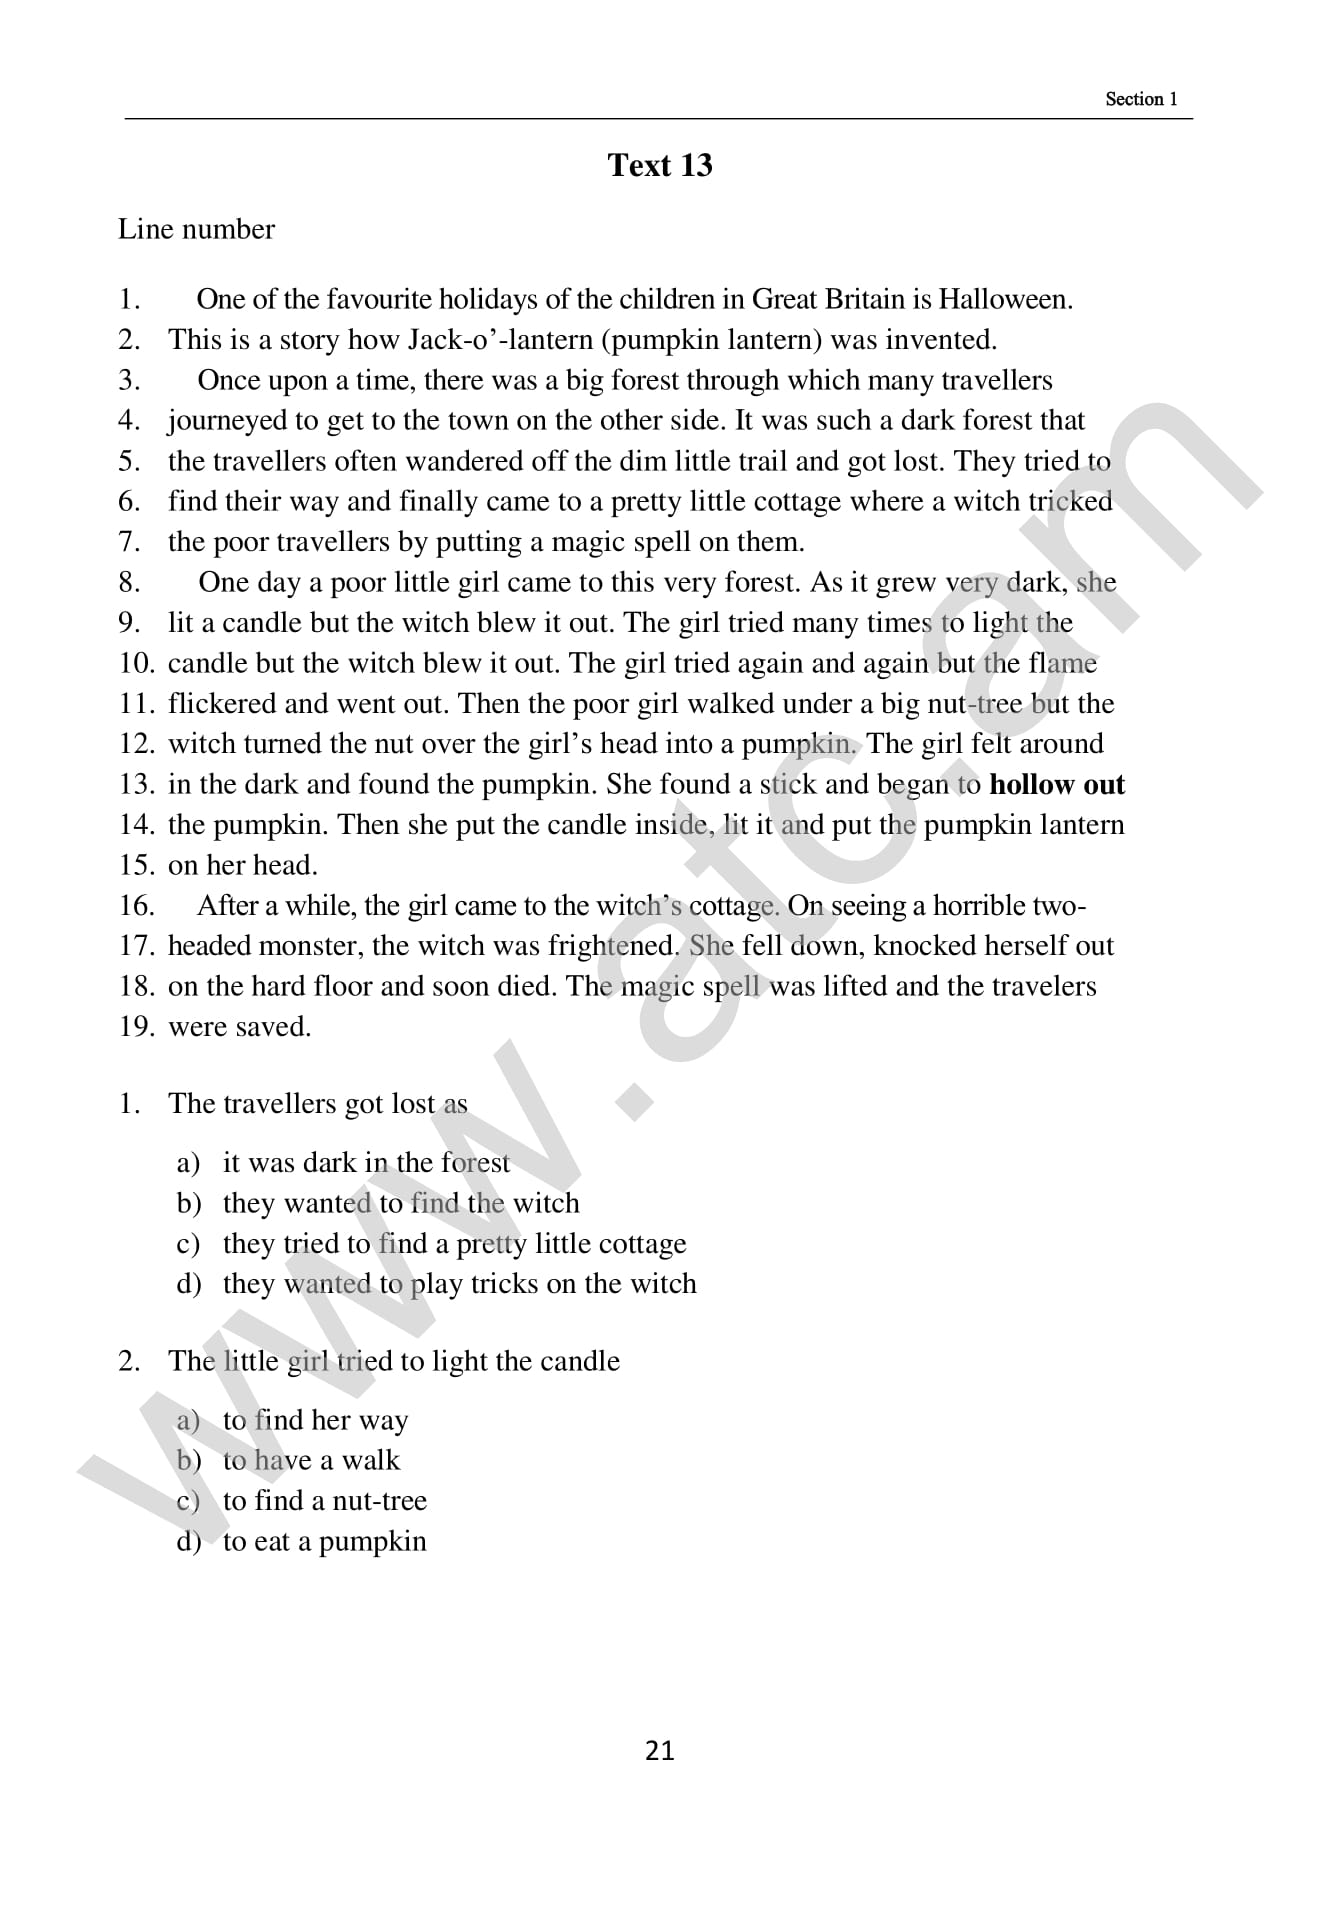 Section 1
Text 13
Line number
1. One of the favourite holidays of the children in Great Britain is Halloween.
2. This is a story how Jack-o’-lantern (pumpkin lantern) was invented.
3. Once upon a time, there was a big forest through which many travellers
4. journeyed to get to the town on the other side. It was such a dark forest that
5. the travellers often wandered off the dim little trail and got lost. They tried to
6. find their way and finally came to a pretty little cottage where a witch tricked
7. the poor travellers by putting a magic spell on them.
8. One day a poor little girl came to this very forest. As it grew very dark, she
9. lit a candle but the witch blew it out. The girl tried many times to light the
10. candle but the witch blew it out. The girl tried again and again but the flame
11. flickered and went out. Then the poor girl walked under a big nut-tree but the
12. witch turned the nut over the girl’s head into a pumpkin. The girl felt around
13. in the dark and found the pumpkin. She found a stick and began to hollow out
14. the pumpkin. Then she put the candle inside, lit it and put the pumpkin lantern
15. on her head.
16. After a while, the girl came to the witch’s cottage. On seeing a horrible two-
17. headed monster, the witch was frightened. She fell down, knocked herself out
18. on the hard floor and soon died. The magic spell was lifted and the travelers
19. were saved.
1. The travellers got lost as
a) it was dark in the forest
b) they wanted to find the witch
c) they tried to find a pretty little cottage
d) they wanted to play tricks on the witch
2. The little girl tried to light the candle
a) to find her way
b) to have a walk
c) to find a nut-tree
d) to eat a pumpkin
21
www.atc.am